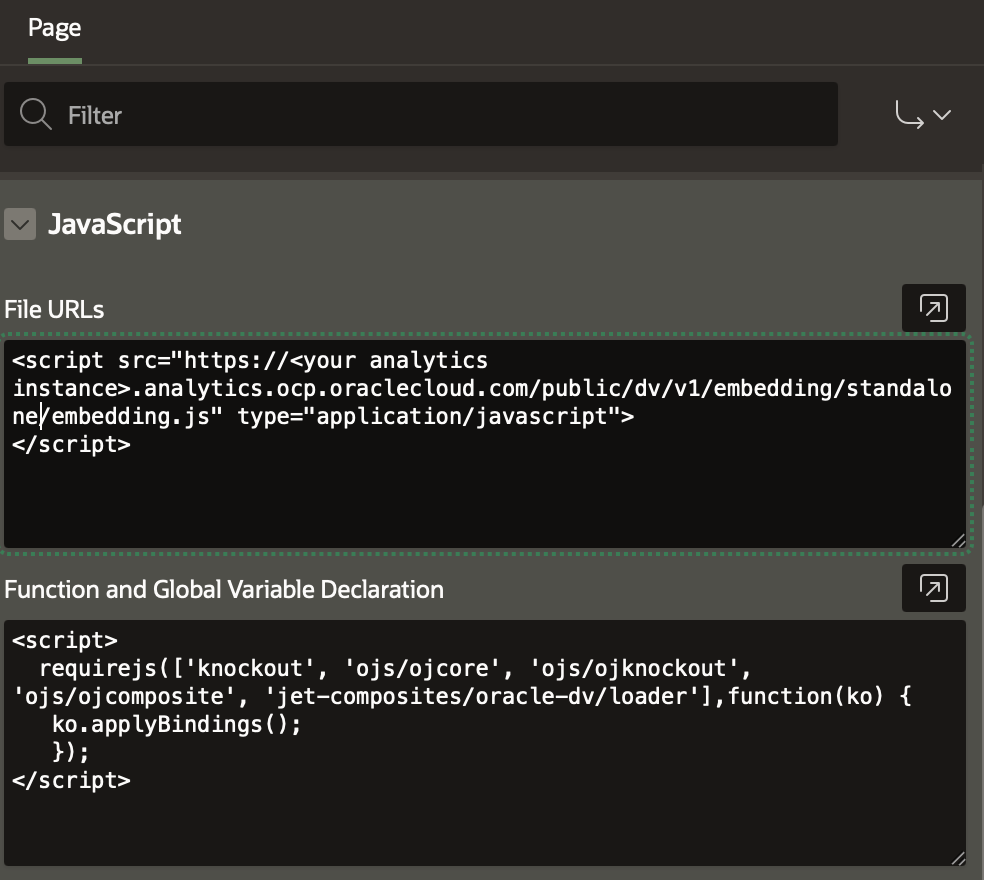 Page
Filter
JavaScript
File URLs
<script src="https://<your analytics
instance>.analytics.ocp.oraclecloud.com/public/dv/v1/embedding/standalo
ne/embedding.js" type="application/javascript">
</script>
Function and Global Variable Declaration
<script>
  requirejs(['knockout', 'ojs/ojcore', 'ojs/ojknockout',
'ojs/ojcomposite', 'jet-composites/oracle-dv/loader'],function(ko) {
   ko.applyBindings();
   });
</script>